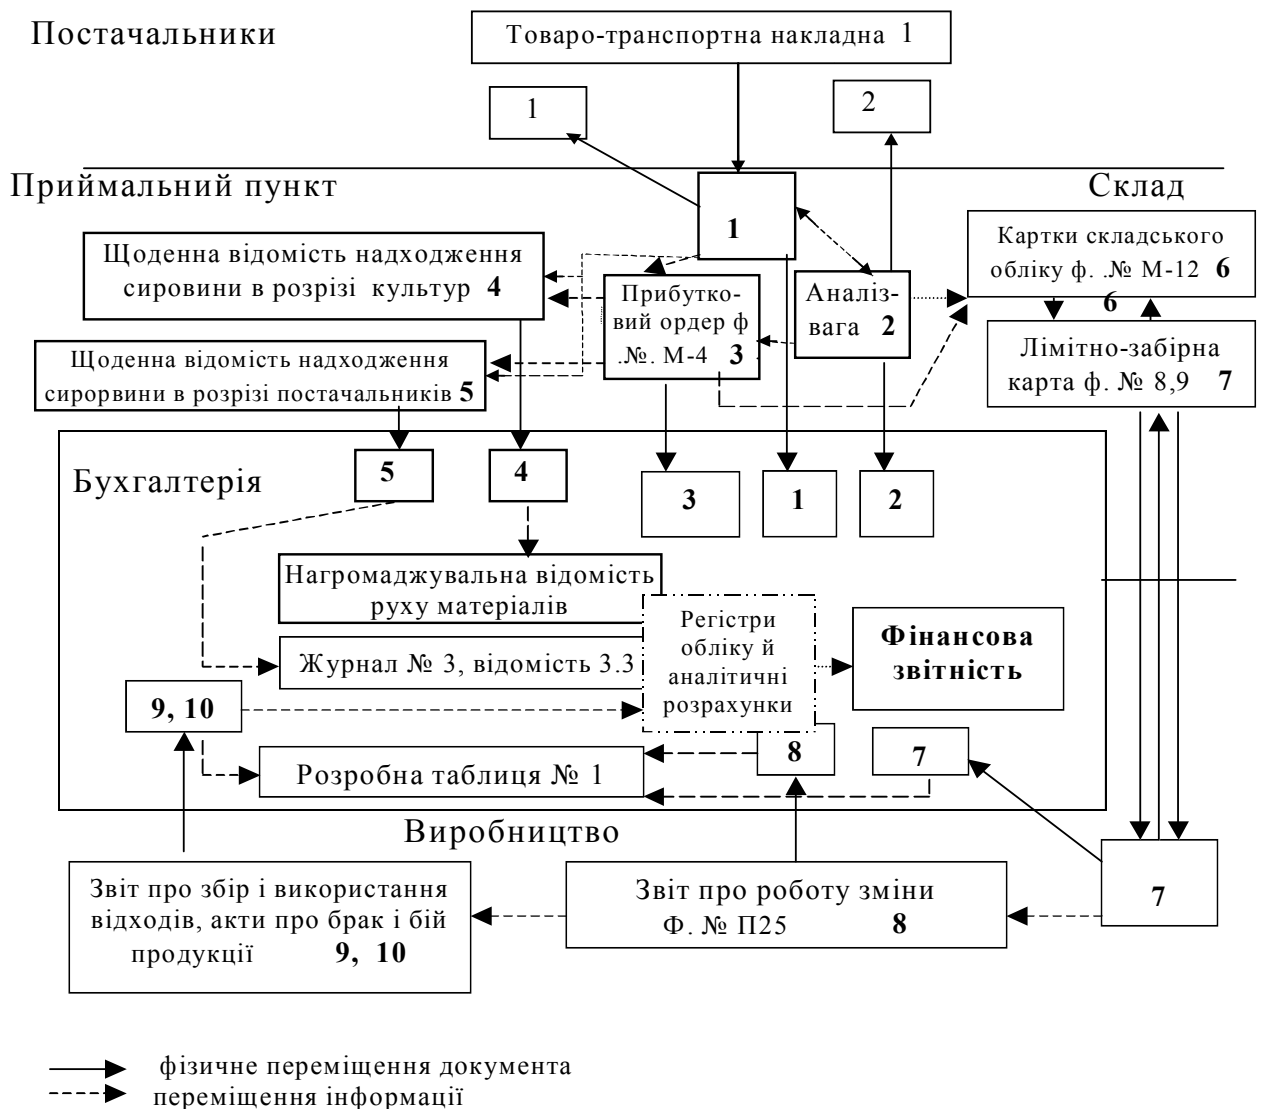 Постачальники
Товаро-транспортна накладна 1
1
2
Приймальний пункт
Склад
1
Щоденна відомість надходження
сировини в розрізі культур 4
Картки складського
обліку ф. .№ М-12 6
6
Прибутко-
вий ордер ф
.№. М-4 3 .
Аналіз-
вага 2
Щоденна відомість надходження
сирорвини в розрізі постачальників 5
Лімітно-забірна
карта ф. № 8,9 7
Бухгалтерія
5
4
3
1
2
Нагромаджувальна відомість
руху матеріалів
Регістри
обліку й
аналітичні
розрахунки
Фінансова
звітність
Журнал № 3, відомість 3.3
9, 10
8
7
Розробна таблиця № 1
Виробництво
Звіт про збір і використання
відходів, акти про брак і бій
продукції 9, 10
Звіт про роботу зміни
Ф. № П25 8
7
фізичне переміщення документа
переміщення інформації